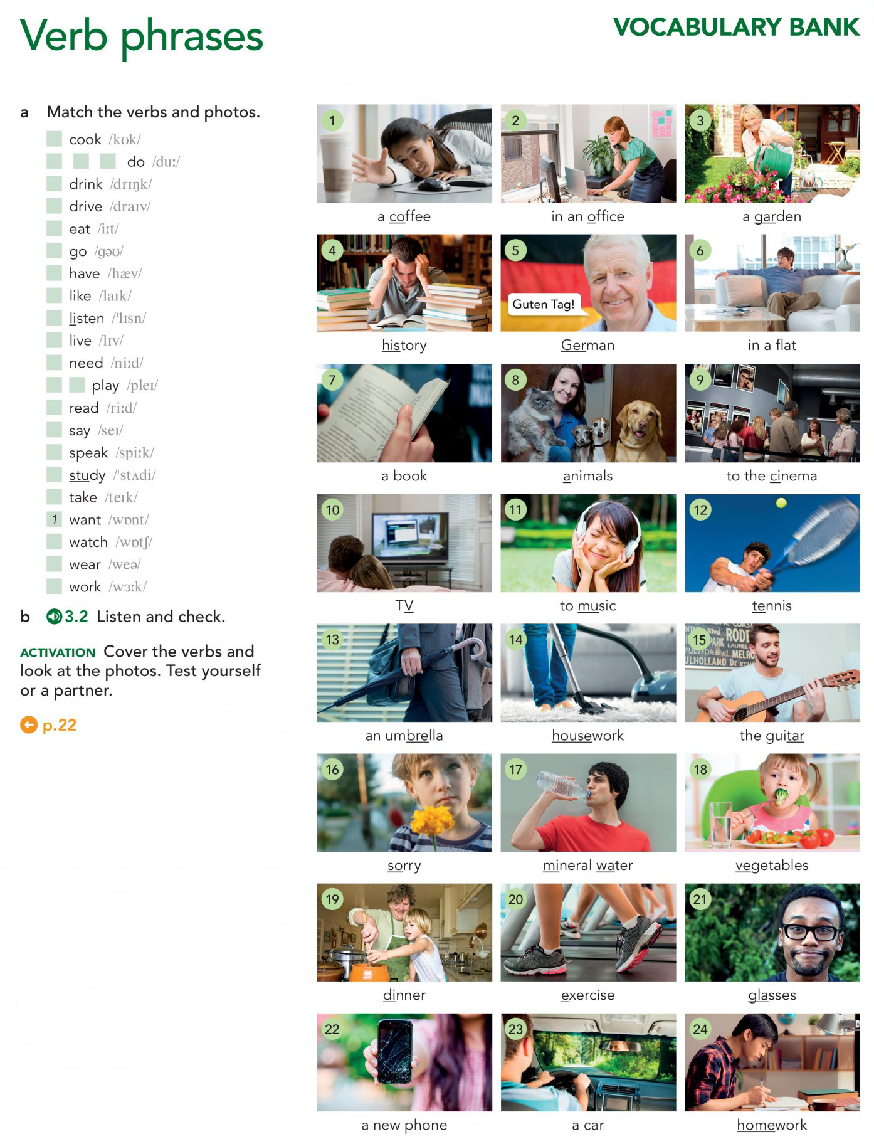 Verb phrases
VOCABULARY BANK
a Match the verbs and photos.
cook /kʊk/
do /duː/
drink /drɪŋk/
drive /draɪv/
eat /iːt/
go /ɡəʊ/
have /hæv/
like /laɪk/
listen /ˈlɪsn/
live /lɪv/
need /niːd/
play /pleɪ/
read /riːd/
say /seɪ/
speak /spiːk/
study /ˈstʌdi/
take /teɪk/
1 want /wɒnt/
watch /wɒtʃ/
wear /weə/
work /wɜːk/
b 3.2 Listen and check.
ACTIVATION Cover the verbs and
look at the photos. Test yourself
or a partner.
p.22
1
a coffee
2
in an office
3
a garden
4
history
5
Guten Tag!
German
6
in a flat
7
a book
8
animals
9
to the cinema
10
TV
11
to music
12
tennis
13
an umbrella
14
housework
15
the guitar
16
sorry
17
mineral water
18
vegetables
19
dinner
20
exercise
21
glasses
22
a new phone
23
a car
24
homework